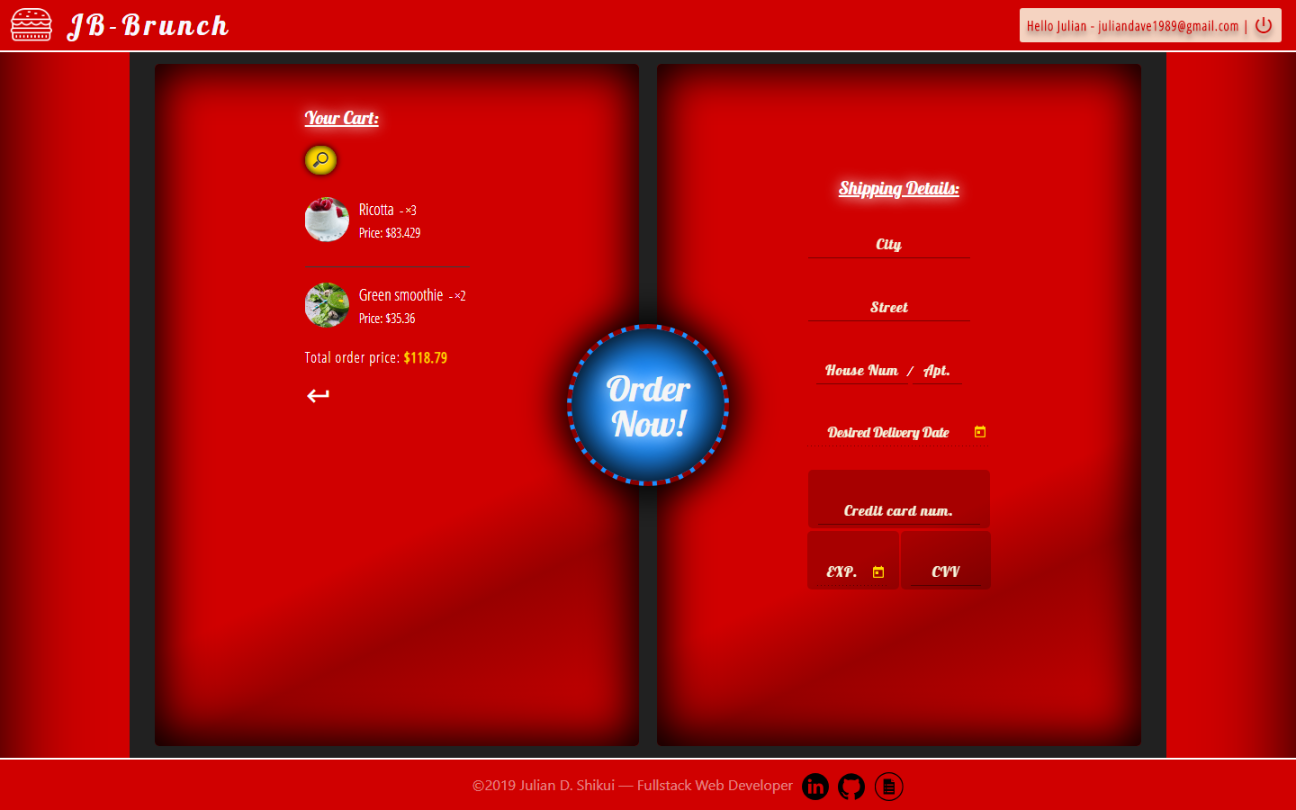 JB-Brunch
Hello Julian - juliandave1989@gmail.com |
Your Cart:
Ricotta - ×3
Price: $83.429
Green smoothie - ×2
Price: $35.36
Total order price: $118.79
Order
Now!
Shipping Details:
City
Street
House Num / Apt.
Desired Delivery Date
Credit card num.
EXP.
CVV
©2019 Julian D. Shikui — Fullstack Web Developer
in